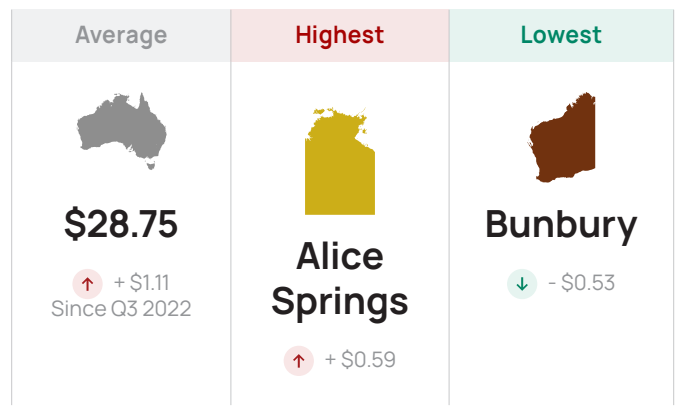 Average
Highest
Lowest
$28.75
+ $1.11
Since Q3 2022
Alice
Springs
+ $0.59
Bunbury
- $0.53